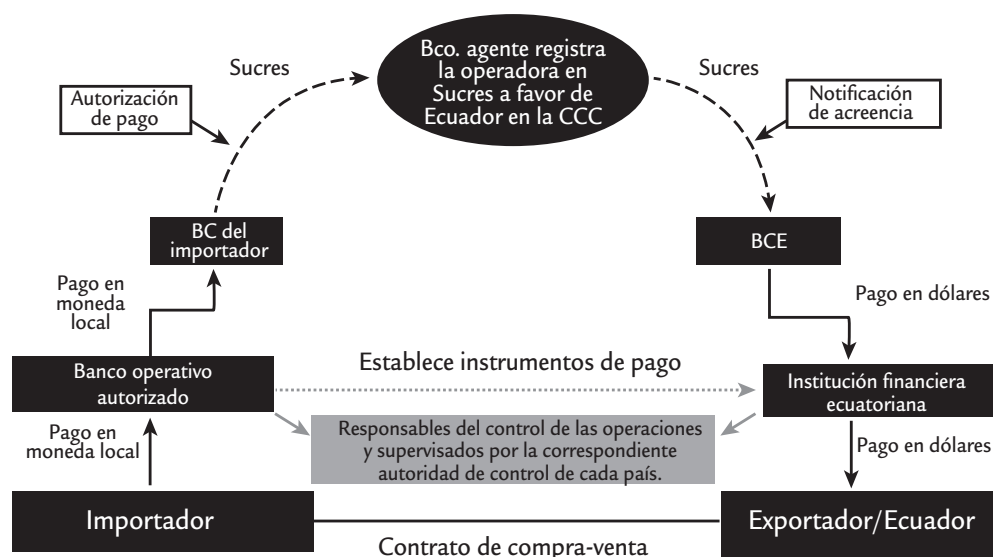 Bco. agente registra
la operadora en
Sucres a favor de
Ecuador en la CCC
Sucres
Sucres
Autorización
de pago
Notificación
de acreencia
BC del
importador
BCE
Pago en
moneda
local
Pago en dólares
Establece instrumentos de pago
Banco operativo
autorizado
Institución financiera
ecuatoriana
Pago en
moneda local
Responsables del control de las operaciones
y supervisados por la correspondiente
autoridad de control de cada país.
Pago en dólares
Importador
Exportador/Ecuador
Contrato de compra-venta